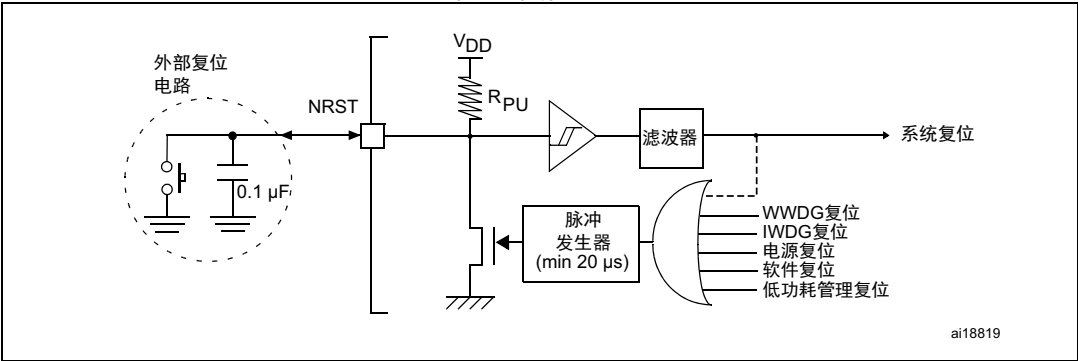 外部复位
电路
NRST
VDD
RPU
0.1 µF
滤波器
系统复位
脉冲
发生器
(min 20 µs)
WWDG复位
IWDG复位
电源复位
软件复位
低功耗管理复位
ai18819